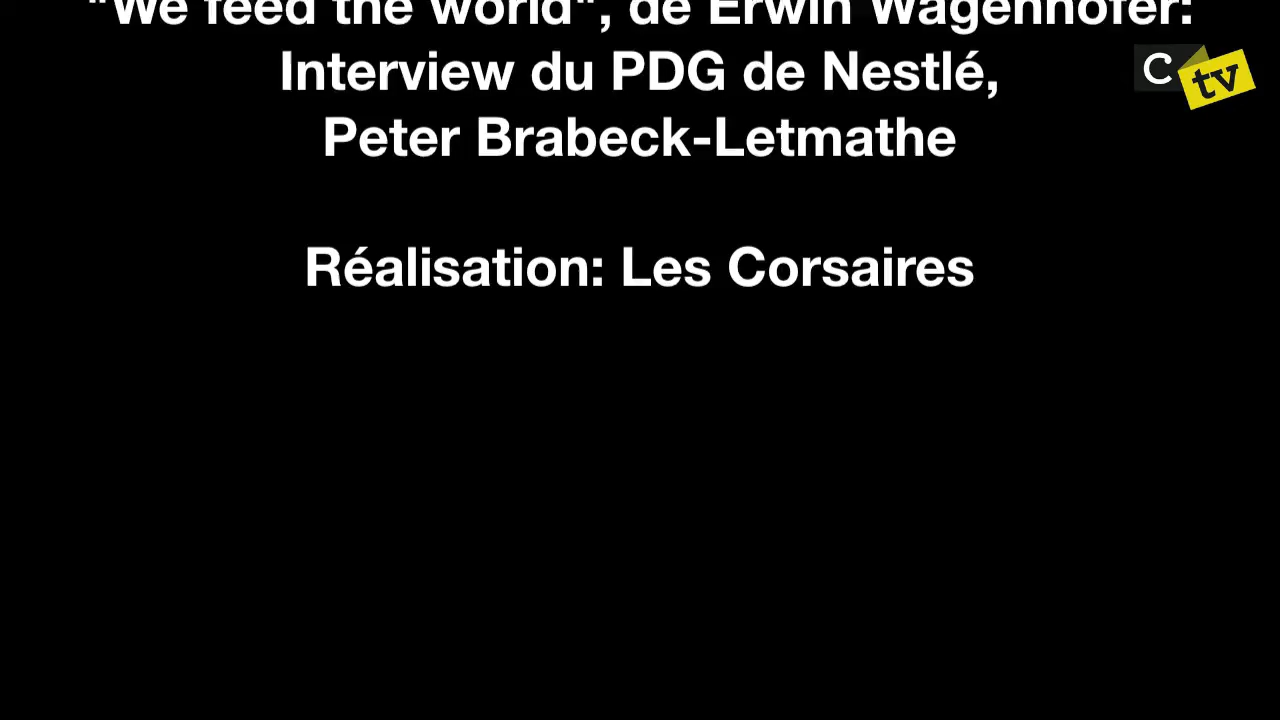 "We feed the world", de Erwin Wagenhofer:
Interview du PDG de Nestlé,
Peter Brabeck-Letmathe
Réalisation: Les Corsaires
C tv